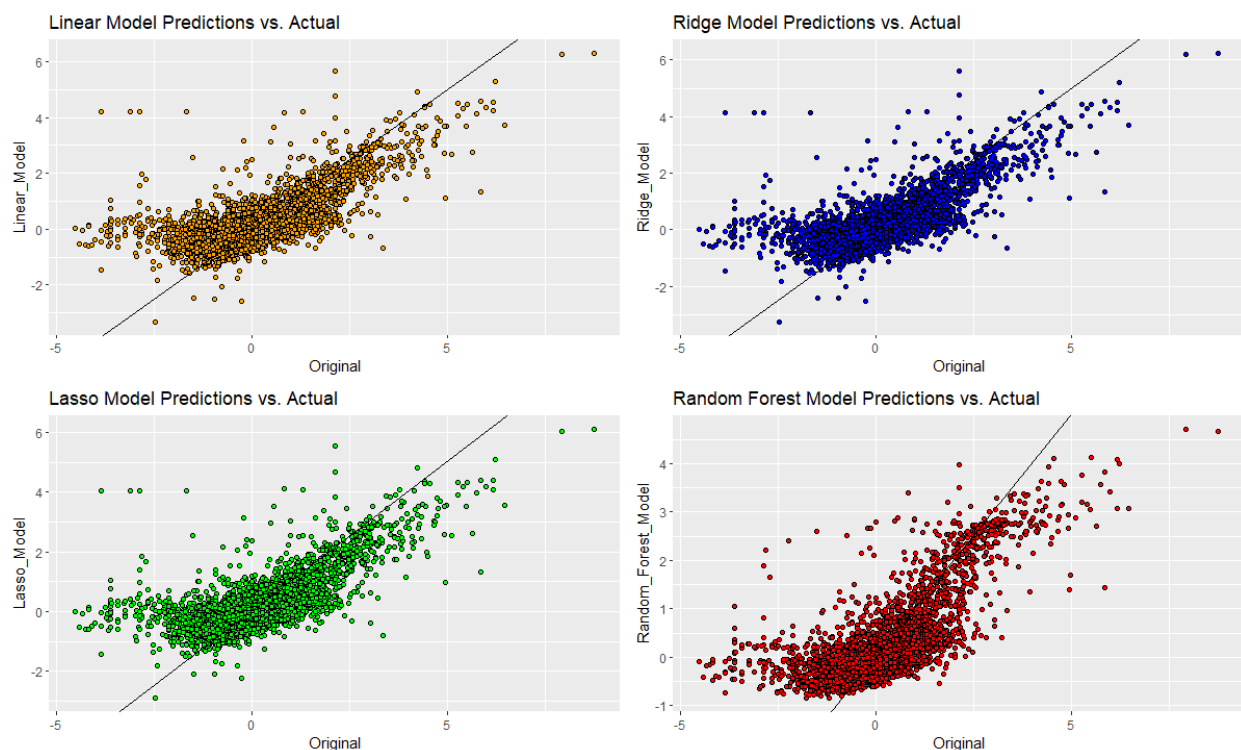 Linear Model Predictions vs. Actual
6
4
2
0
-2
Linear_Model
-5
0
5
Original
Ridge Model Predictions vs. Actual
6
4
2
0
-2
Ridge_Model
-5
0
5
Original
Lasso Model Predictions vs. Actual
6
4
2
0
-2
Lasso_Model
-5
0
5
Original
Random Forest Model Predictions vs. Actual
4
3
2
1
0
-1
Random_Forest_Model
-5
0
5
Original